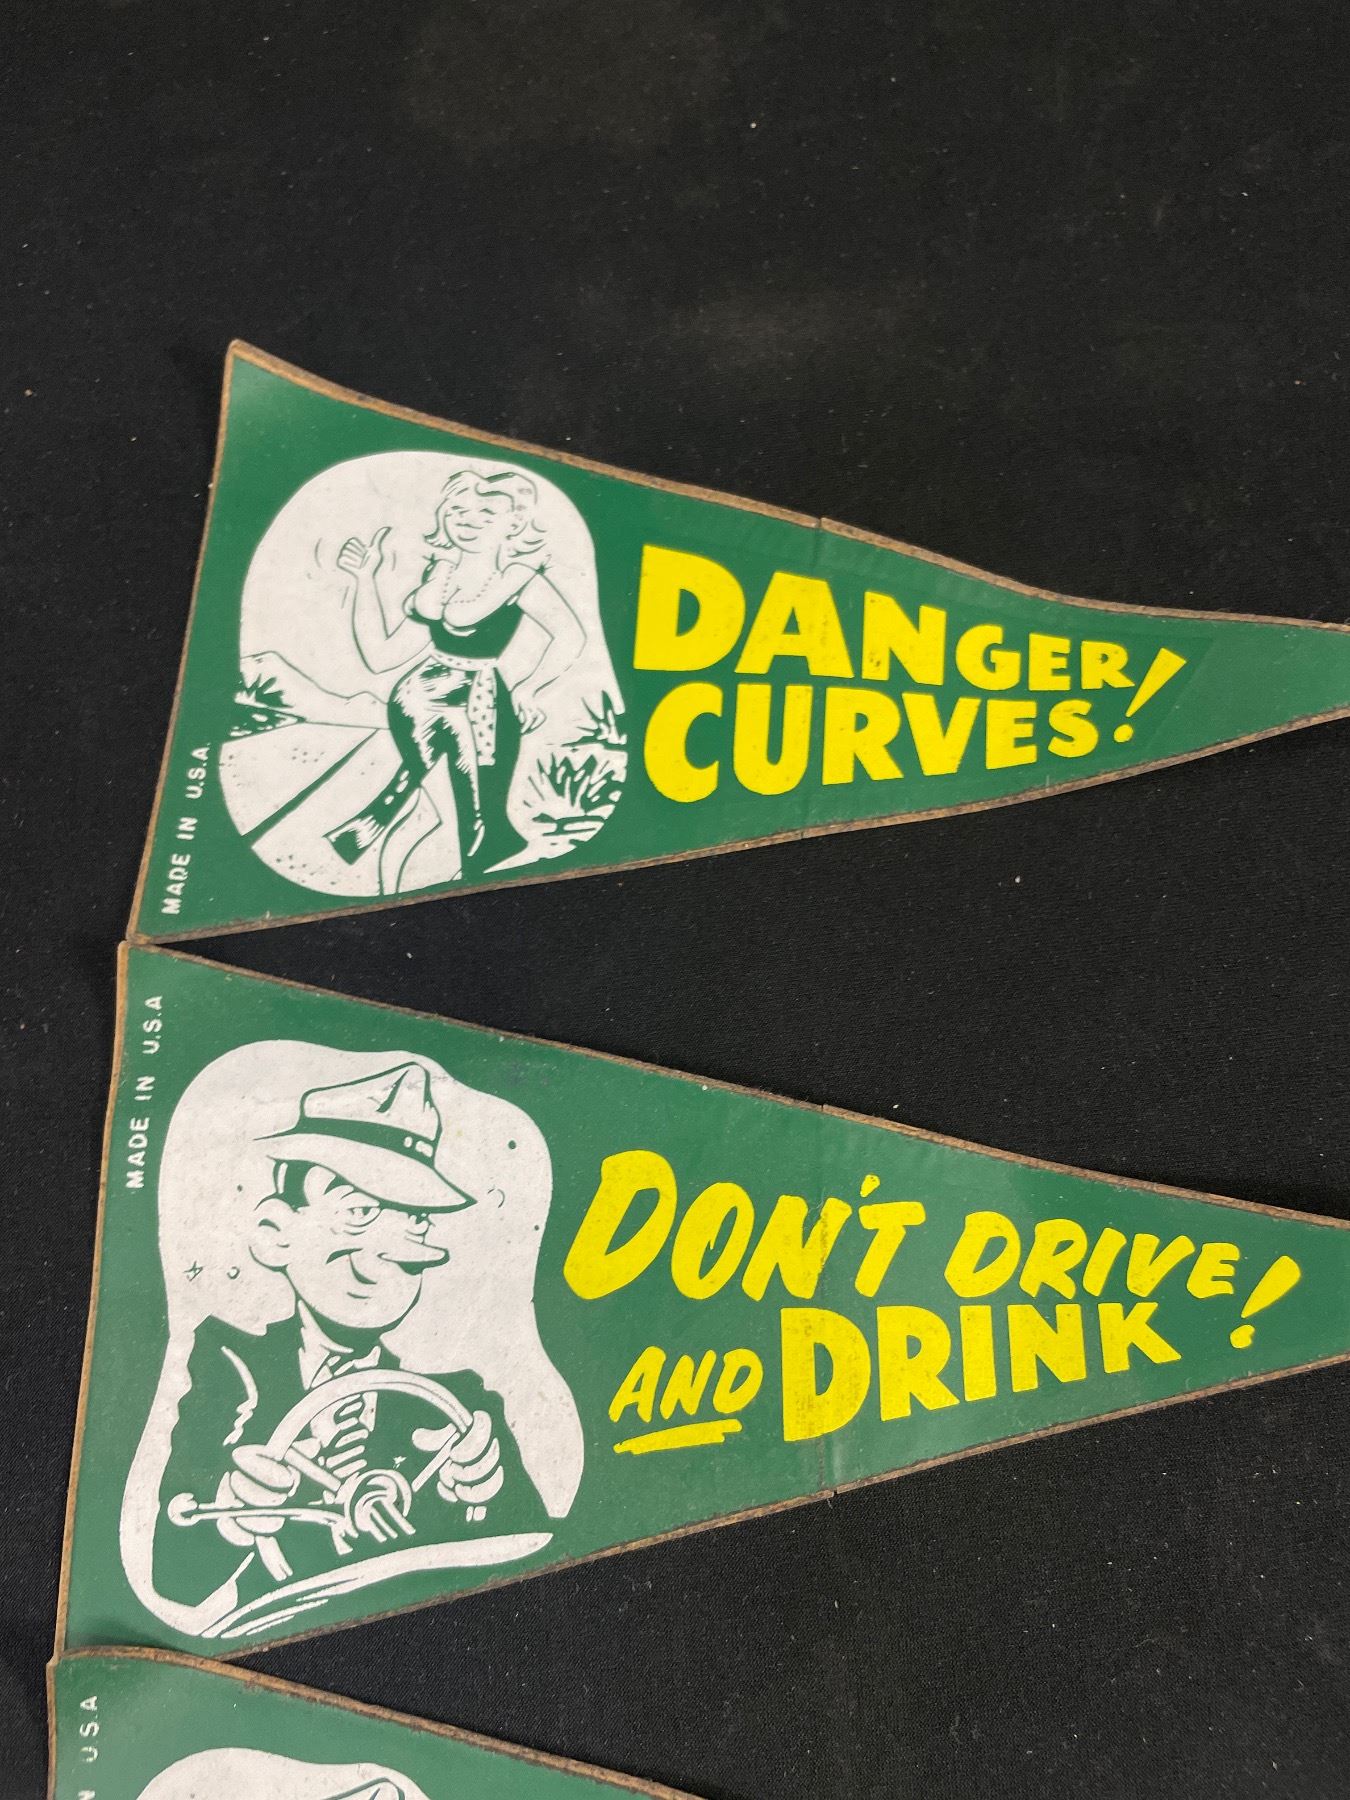 DANGER!
CURVES!
MADE IN U.S.A.
DON'T DRIVE!
AND DRINK
MADE IN U.S.A
U.S.A